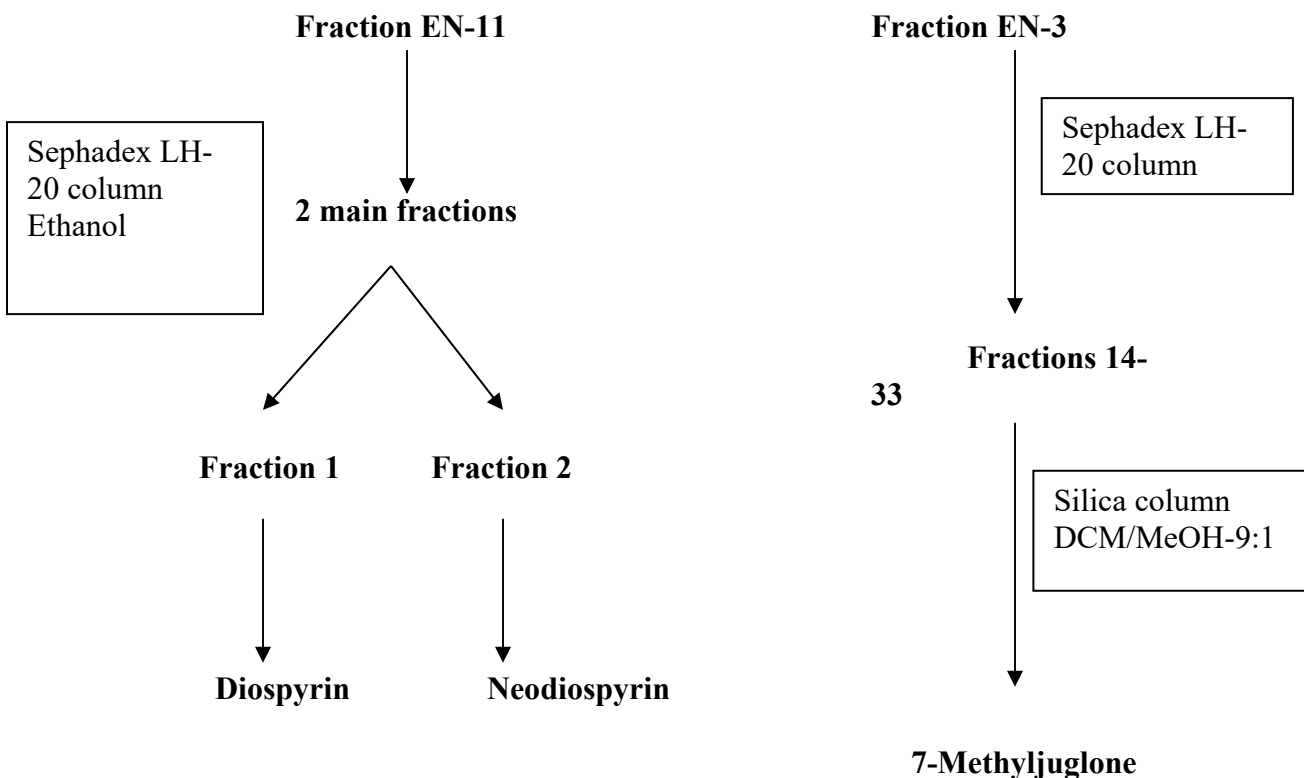 Fraction EN-11
Fraction EN-3
Sephadex LH-
20 column
Ethanol
Sephadex LH-
20 column
2 main fractions
Fractions 14-
33
Fraction 1
Fraction 2
Silica column
DCM/MeOH-9:1
Diospyrin
Neodiospyrin
7-Methyljuglone